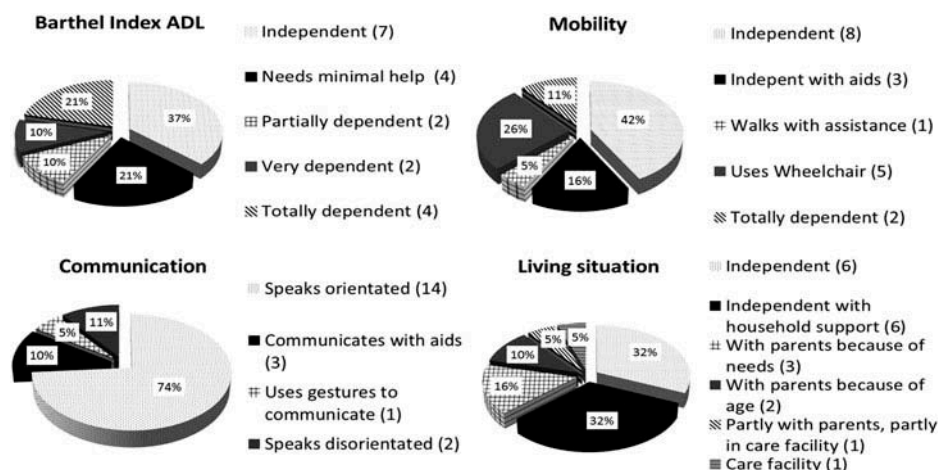 Barthel Index ADL
Independent (7)
Needs minimal help (4)
Partially dependent (2)
Very dependent (2)
Totally dependent (4)
37%
21%
10%
10%
21%
Mobility
Independent (8)
Indepent with aids (3)
Walks with assistance (1)
Uses Wheelchair (5)
Totally dependent (2)
42%
16%
5%
26%
11%
Communication
Speaks orientated (14)
Communicates with aids
(3)
Uses gestures to
communicate (1)
Speaks disorientated (2)
74%
10%
5%
11%
Living situation
Independent (6)
Independent with
household support (6)
With parents because of
needs (3)
With parents because of
age (2)
Partly with parents, partly
in care facility (1)
Care facility (1)
32%
32%
16%
10%
5%
5%